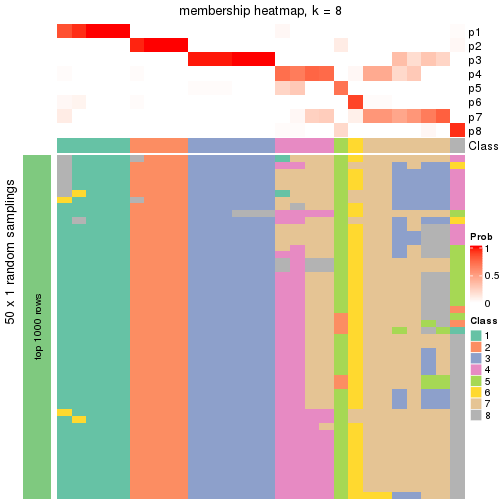 membership heatmap, k = 8
p1
p2
p3
p4
p5
p6
p7
p8
Class
50 x 1 random samplings
top 1000 rows
Prob
1
0.5
0
Class
1
2
3
4
5
6
7
8